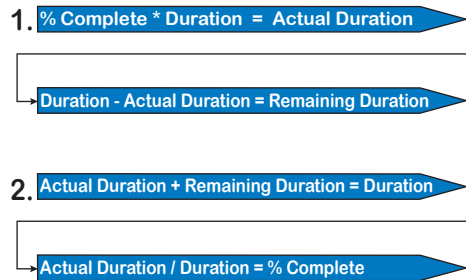 1. % Complete * Duration = Actual Duration
Duration - Actual Duration = Remaining Duration
2. Actual Duration + Remaining Duration = Duration
Actual Duration / Duration = % Complete